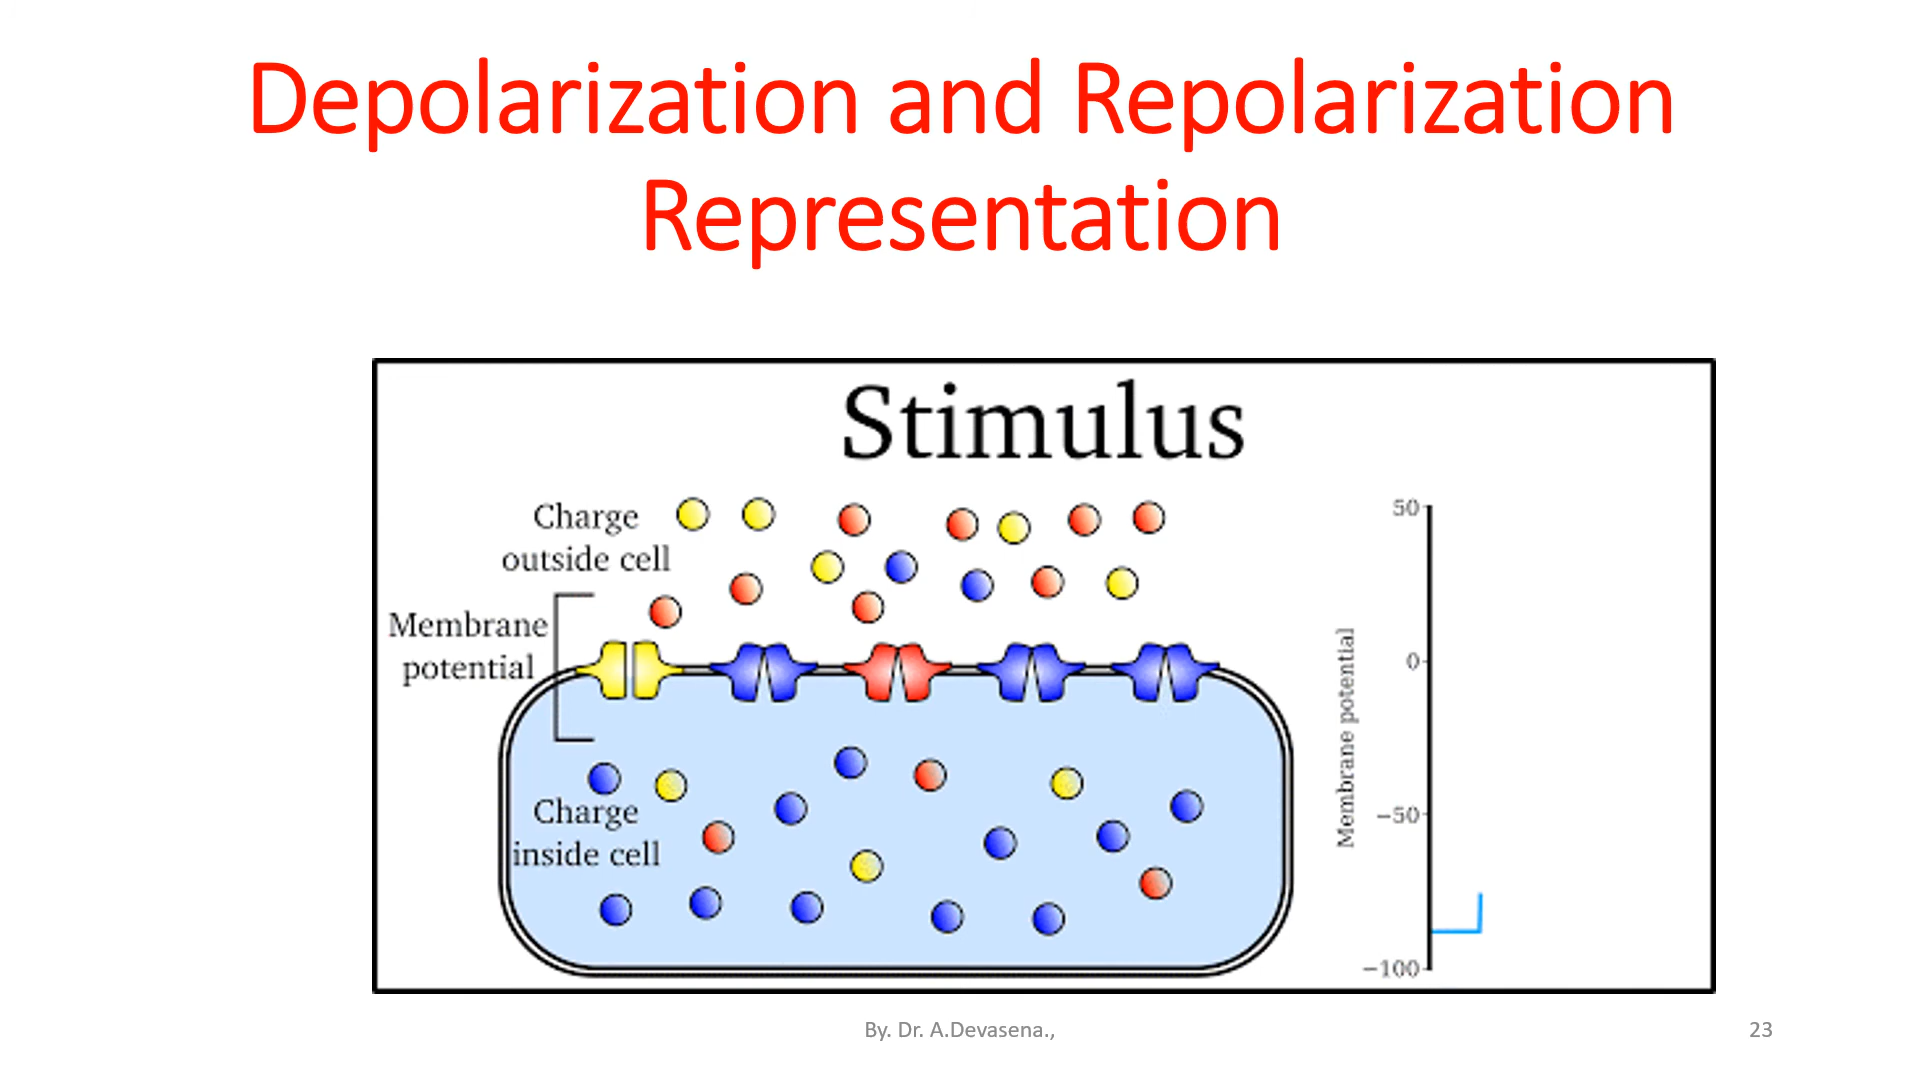 Depolarization and Repolarization
Representation
Stimulus
Charge
outside cell
Membrane
potential
Charge
inside cell
Membrane potential
50
0
−50
−100
By. Dr. A.Devasena.,
23